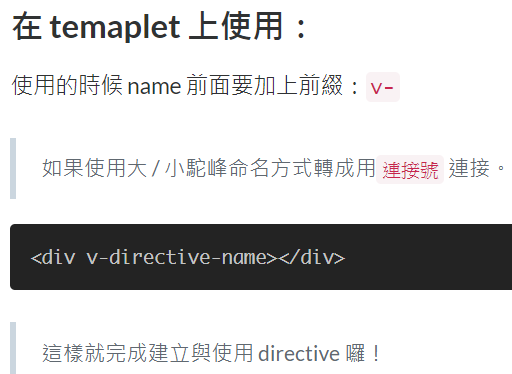 在 temaplet 上使用：
使用的時候 name 前面要加上前綴：v-
如果使用大 / 小駝峰命名方式轉成用 連接號 連接。
<div v-directive-name></div>
這樣就完成建立與使用 directive 囉！